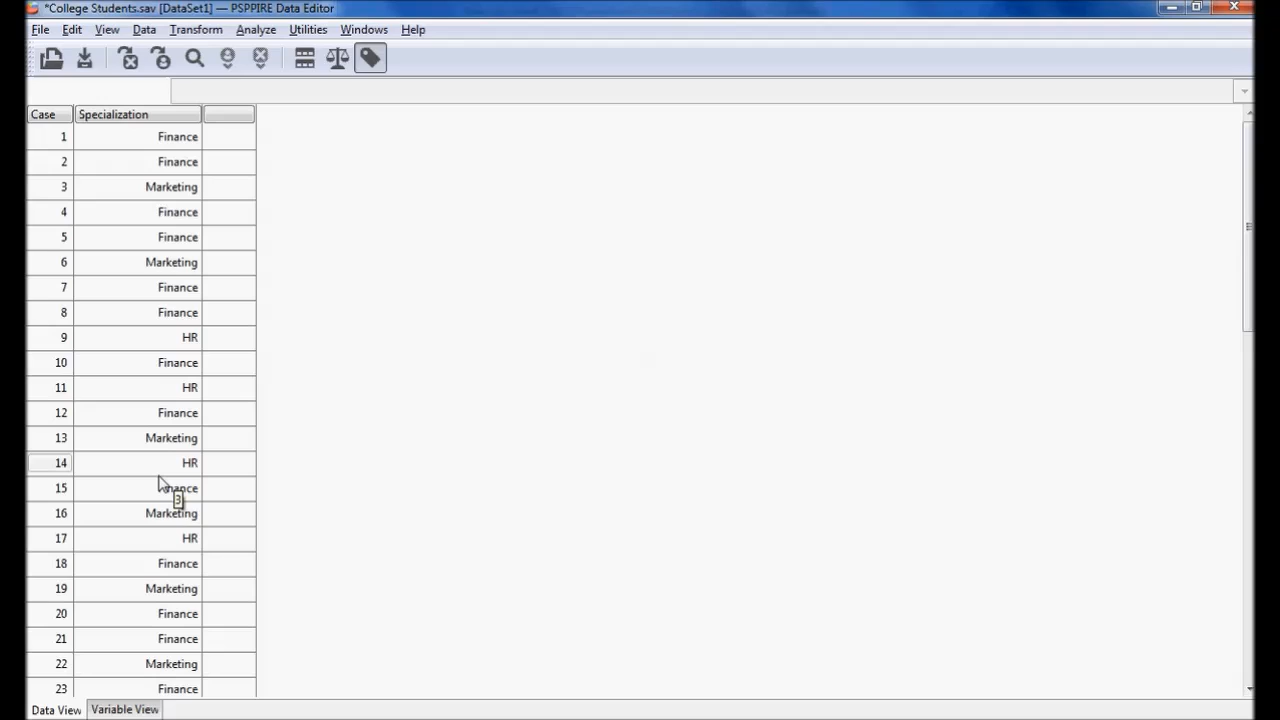 *College Students.sav [DataSet1] — PSPPIRE Data Editor
File Edit View Data Transform Analyze Utilities Windows Help
Case Specialization
1 Finance
2 Finance
3 Marketing
4 Finance
5 Finance
6 Marketing
7 Finance
8 Finance
9 HR
10 Finance
11 HR
12 Finance
13 Marketing
14 HR
15
3
16 Marketing
17 HR
18 Finance
19 Marketing
20 Finance
21 Finance
22 Marketing
23 Finance
Data View Variable View